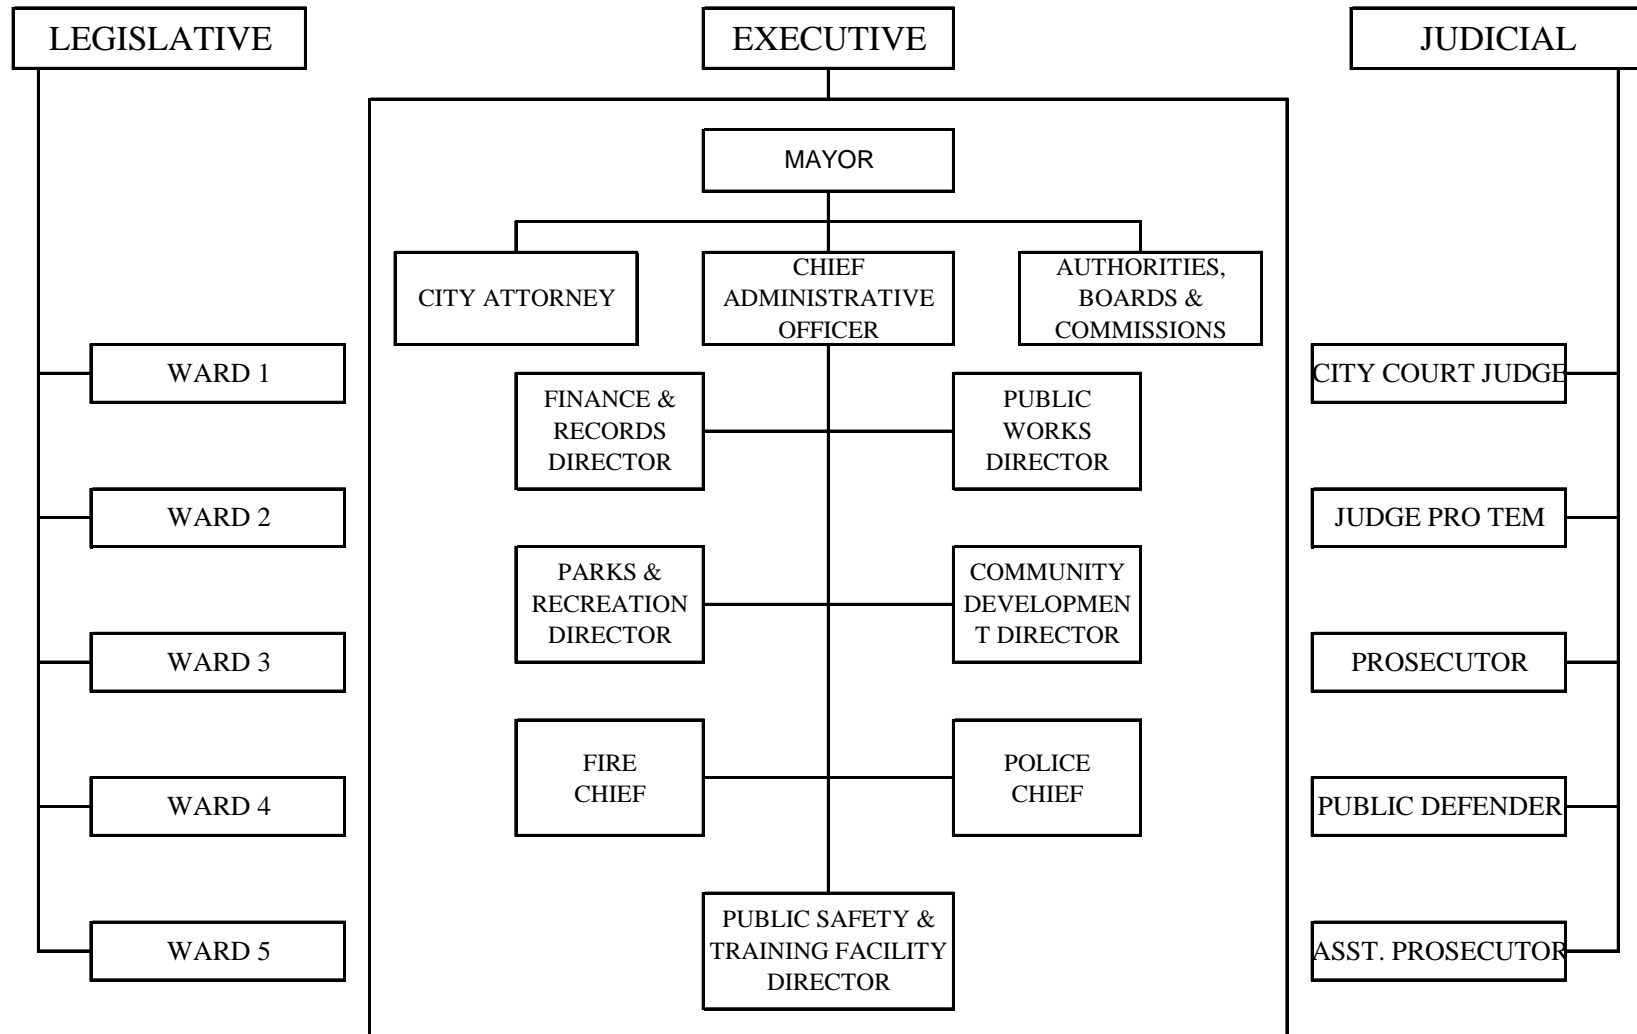 LEGISLATIVE
EXECUTIVE
JUDICIAL
MAYOR
CITY ATTORNEY
CHIEF
ADMINISTRATIVE
OFFICER
AUTHORITIES,
BOARDS &
COMMISSIONS
WARD 1
WARD 2
WARD 3
WARD 4
WARD 5
FINANCE &
RECORDS
DIRECTOR
PUBLIC
WORKS
DIRECTOR
PARKS &
RECREATION
DIRECTOR
COMMUNITY
DEVELOPMEN
T DIRECTOR
FIRE
CHIEF
POLICE
CHIEF
PUBLIC SAFETY &
TRAINING FACILITY
DIRECTOR
CITY COURT JUDGE
JUDGE PRO TEM
PROSECUTOR
PUBLIC DEFENDER
ASST. PROSECUTOR